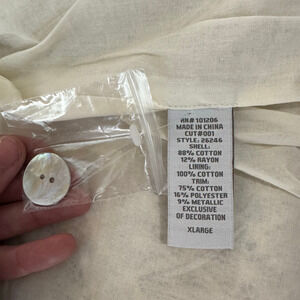 RN# 101206
MADE IN CHINA
CUT#001
STYLE: 26246
SHELL:
88% COTTON
12% RAYON
LINING:
100% COTTON
TRIM:
75% COTTON
16% POLYESTER
9% METALLIC
EXCLUSIVE
OF DECORATION
XLARGE